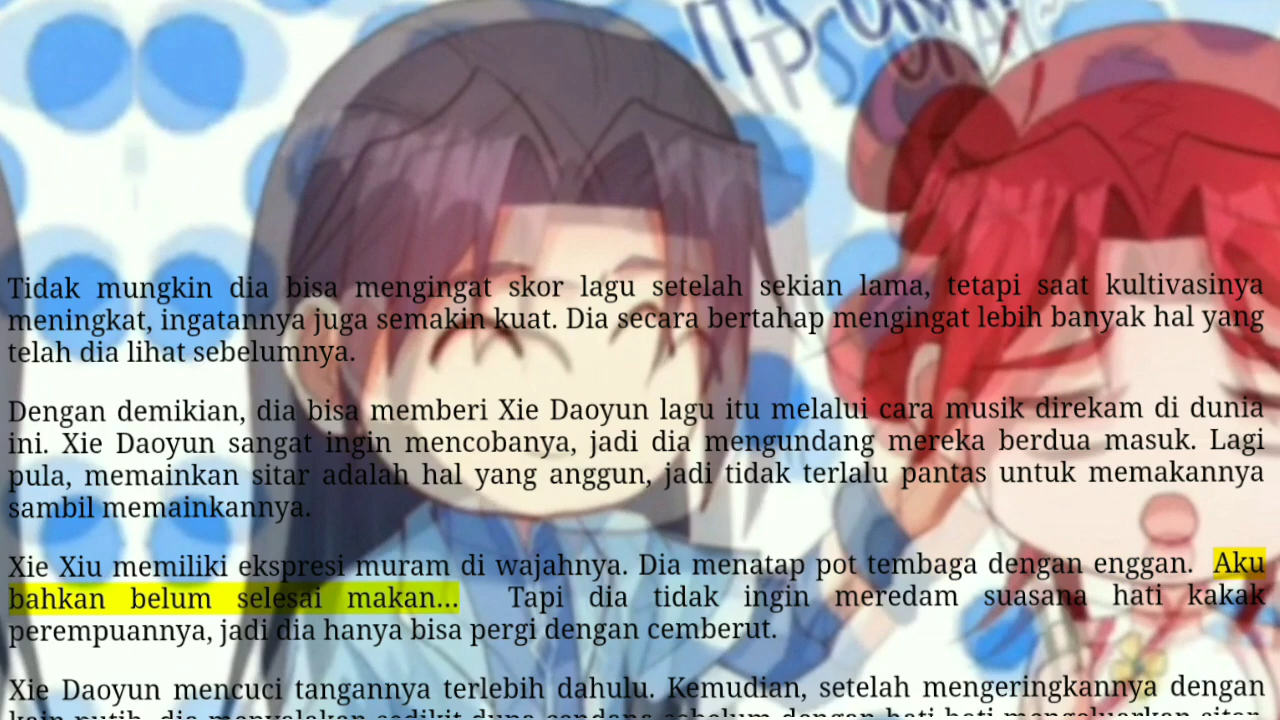 IT'S ONLY
Tidak mungkin dia bisa mengingat skor lagu setelah sekian lama, tetapi saat kultivasinya
meningkat, ingatannya juga semakin kuat. Dia secara bertahap mengingat lebih banyak hal yang
telah dia lihat sebelumnya.
Dengan demikian, dia bisa memberi Xie Daoyun lagu itu melalui cara musik direkam di dunia
ini. Xie Daoyun sangat ingin mencobanya, jadi dia mengundang mereka berdua masuk. Lagi
pula, memainkan sitar adalah hal yang anggun, jadi tidak terlalu pantas untuk memakannya
sambil memainkannya.
Xie Xiu memiliki ekspresi muram di wajahnya. Dia menatap pot tembaga dengan enggan. Aku
bahkan belum selesai makan... Tapi dia tidak ingin meredam suasana hati kakak
perempuannya, jadi dia hanya bisa pergi dengan cemberut.
Xie Daoyun mencuci tangannya terlebih dahulu. Kemudian, setelah mengeringkannya dengan